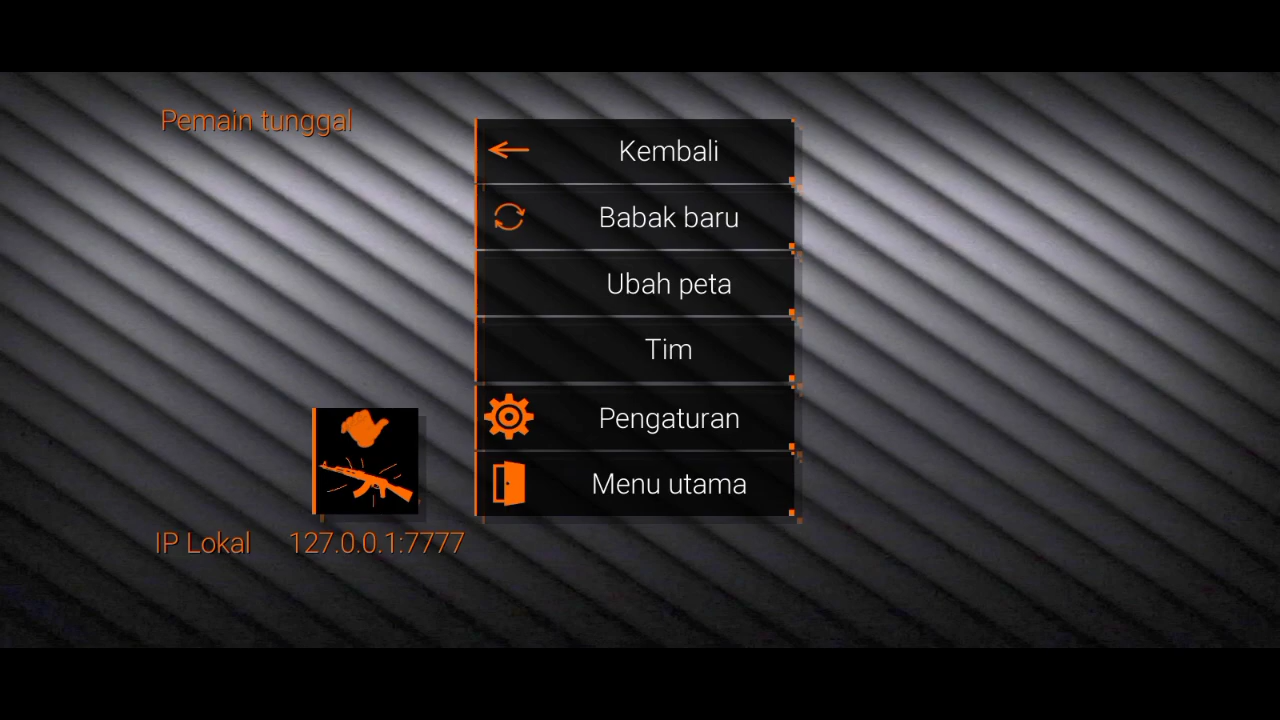 Pemain tunggal
Kembali
Babak baru
Ubah peta
Tim
Pengaturan
Menu utama
IP Lokal 127.0.0.1:7777